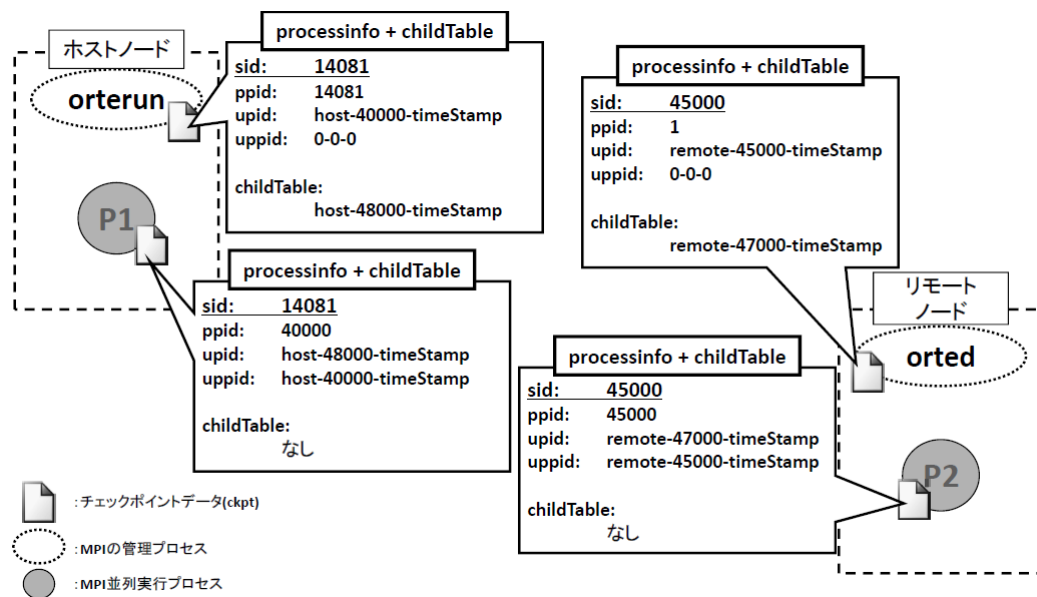 ホストノード
orterun
P1
processinfo + childTable
sid: 14081
ppid: 14081
upid: host-40000-timeStamp
uppid: 0-0-0
childTable:
host-48000-timeStamp
processinfo + childTable
sid: 14081
ppid: 40000
upid: host-48000-timeStamp
uppid: host-40000-timeStamp
childTable:
なし
processinfo + childTable
sid: 45000
ppid: 1
upid: remote-45000-timeStamp
uppid: 0-0-0
childTable:
remote-47000-timeStamp
リモート
ノード
orted
P2
processinfo + childTable
sid: 45000
ppid: 45000
upid: remote-47000-timeStamp
uppid: remote-45000-timeStamp
childTable:
なし
:チェックポイントデータ(ckpt)
:MPIの管理プロセス
:MPI並列実行プロセス